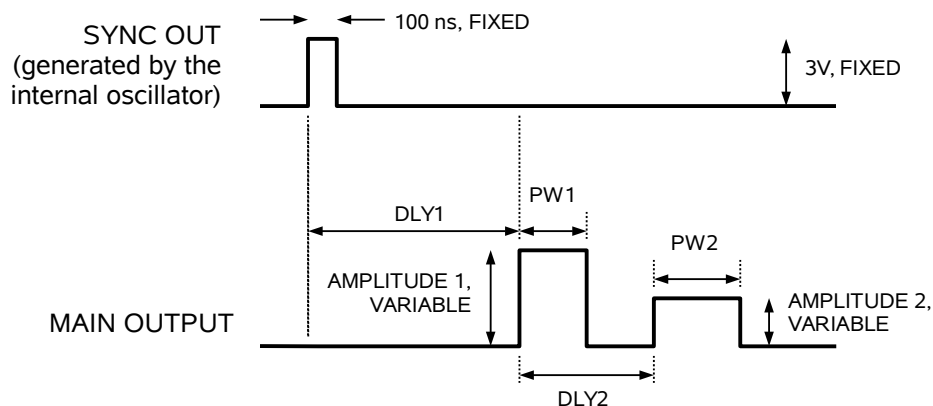 100 ns, FIXED
SYNC OUT
(generated by the
internal oscillator)
3V, FIXED
PW1
DLY1
PW2
AMPLITUDE 1,
VARIABLE
AMPLITUDE 2,
VARIABLE
MAIN OUTPUT
DLY2